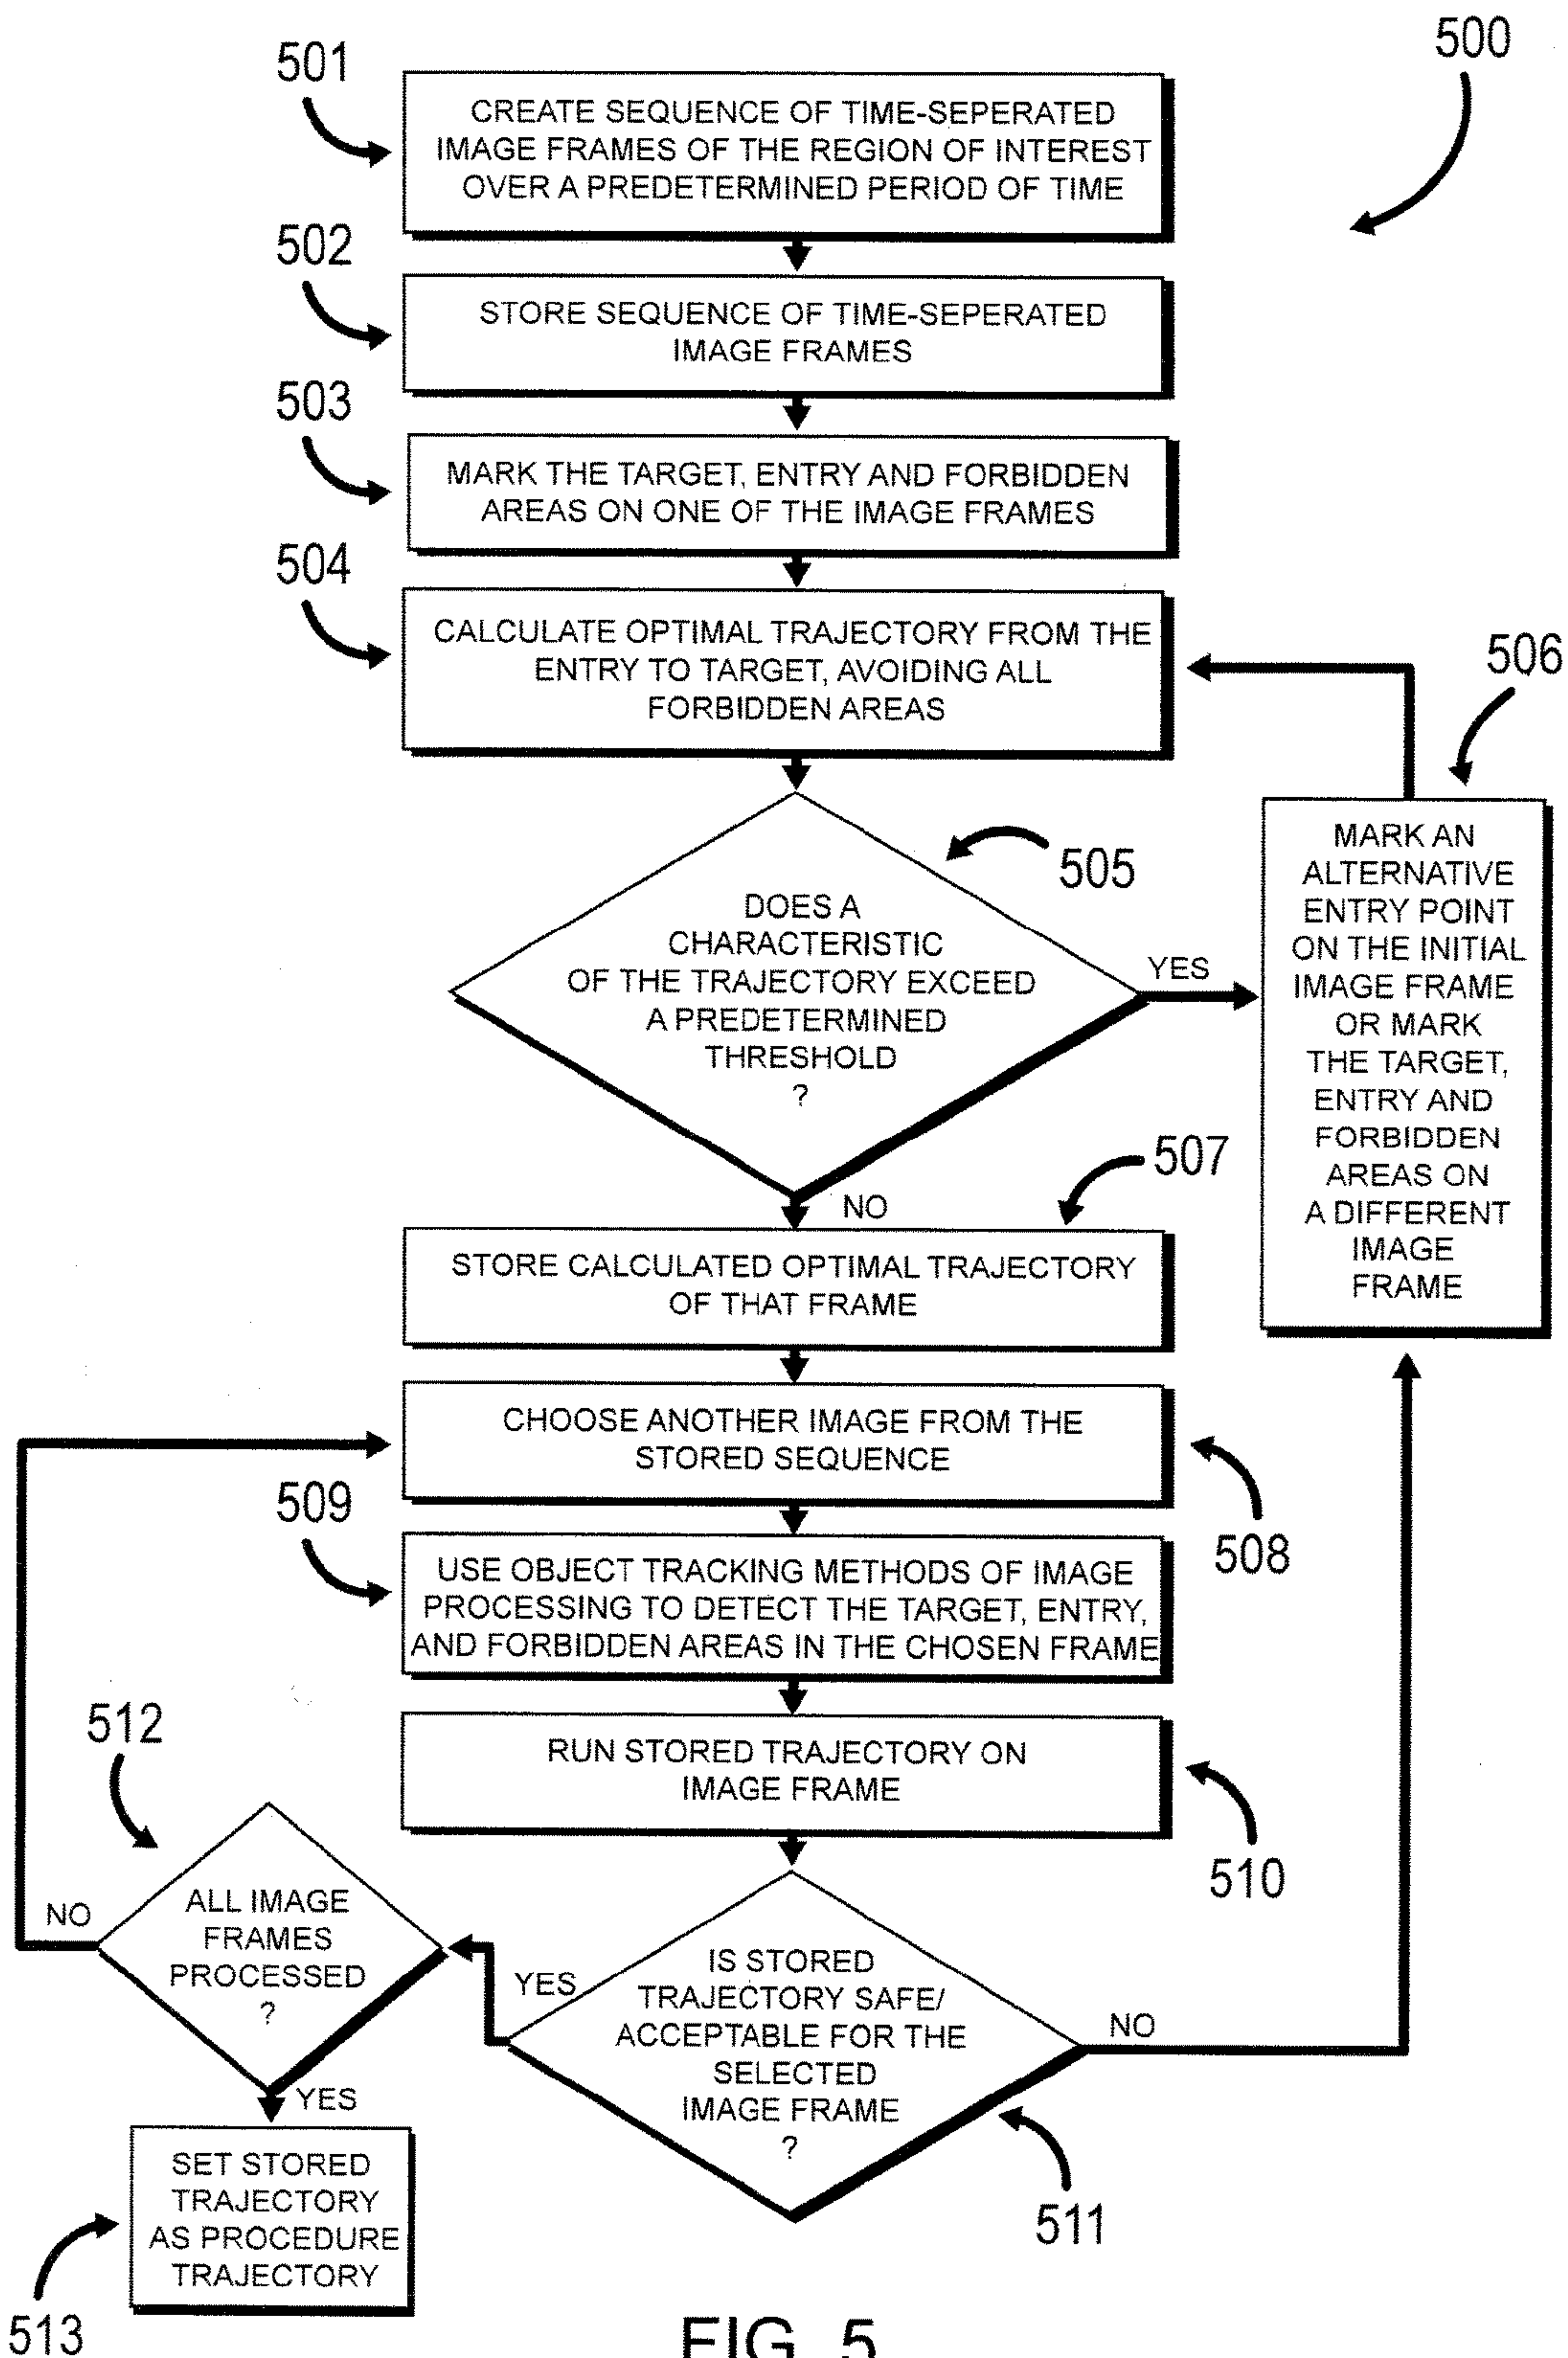 500
501
CREATE SEQUENCE OF TIME-SEPERATED
IMAGE FRAMES OF THE REGION OF INTEREST
OVER A PREDETERMINED PERIOD OF TIME
502
STORE SEQUENCE OF TIME-SEPERATED
IMAGE FRAMES
503
MARK THE TARGET, ENTRY AND FORBIDDEN
AREAS ON ONE OF THE IMAGE FRAMES
504
CALCULATE OPTIMAL TRAJECTORY FROM THE
ENTRY TO TARGET, AVOIDING ALL
FORBIDDEN AREAS
505
DOES A
CHARACTERISTIC
OF THE TRAJECTORY EXCEED
A PREDETERMINED
THRESHOLD
?
YES
NO
506
MARK AN
ALTERNATIVE
ENTRY POINT
ON THE INITIAL
IMAGE FRAME
OR MARK
THE TARGET,
ENTRY AND
FORBIDDEN
AREAS ON
A DIFFERENT
IMAGE
FRAME
507
STORE CALCULATED OPTIMAL TRAJECTORY
OF THAT FRAME
CHOOSE ANOTHER IMAGE FROM THE
STORED SEQUENCE
508
509
USE OBJECT TRACKING METHODS OF IMAGE
PROCESSING TO DETECT THE TARGET, ENTRY,
AND FORBIDDEN AREAS IN THE CHOSEN FRAME
RUN STORED TRAJECTORY ON
IMAGE FRAME
510
IS STORED
TRAJECTORY SAFE/
ACCEPTABLE FOR THE
SELECTED
IMAGE FRAME
?
YES
NO
511
512
ALL IMAGE
FRAMES
PROCESSED
?
NO
YES
SET STORED
TRAJECTORY
AS PROCEDURE
TRAJECTORY
513
FIG. 5